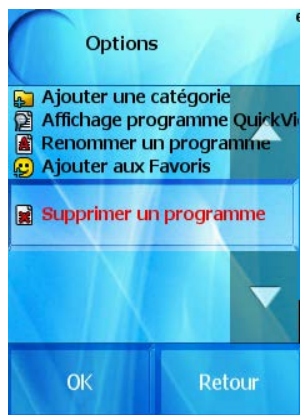 Options
Ajouter une catégorie
Affichage programme QuickVi
Renommer un programme
Ajouter aux Favoris
Supprimer un programme
OK
Retour